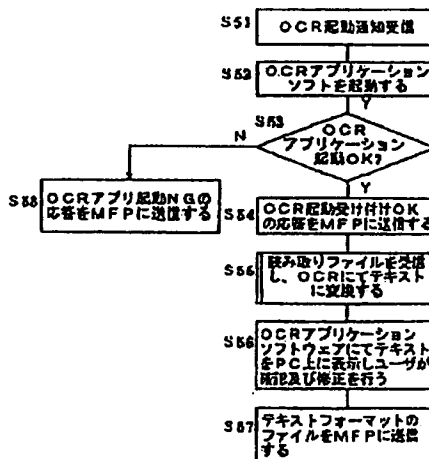 S51
OCR起動通知受信
S52
OCRアプリケーション
ソフトを起動する
Y
S53
OCR
アプリケーション
起動OK?
N
Y
S58
OCRアプリ起動NGの
応答をMFPに送信する
S54
OCR起動受け付けOK
の応答をMFPに送信する
S55
読み取りファイルを受信
し、OCRにてテキスト
に変換する
S56
OCRアプリケーション
ソフトウェアにてテキスト
をPC上に表示しユーザが
及び修正を行う
S57
テキストフォーマットの
ファイルをMFPに送信
する